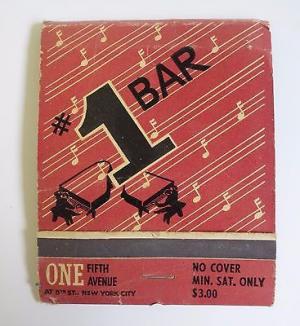 #1 BAR
ONE FIFTH AVENUE
AT 8TH ST. - NEW YORK CITY
NO COVER
MIN. SAT. ONLY
$3.00